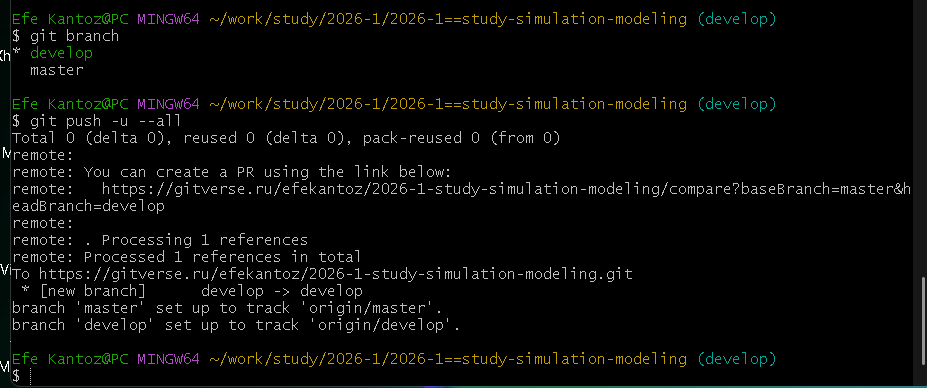 Efe Kantoz@PC MINGW64 ~/work/study/2026-1/2026-1==study-simulation-modeling (develop)
$ git branch
* develop
  master
Efe Kantoz@PC MINGW64 ~/work/study/2026-1/2026-1==study-simulation-modeling (develop)
$ git push -u --all
Total 0 (delta 0), reused 0 (delta 0), pack-reused 0 (from 0)
remote:
remote: You can create a PR using the link below:
remote:   https://gitverse.ru/efekantoz/2026-1-study-simulation-modeling/compare?baseBranch=master&h
eadBranch=develop
remote:
remote: . Processing 1 references
remote: Processed 1 references in total
To https://gitverse.ru/efekantoz/2026-1-study-simulation-modeling.git
 * [new branch]      develop -> develop
branch 'master' set up to track 'origin/master'.
branch 'develop' set up to track 'origin/develop'.
Efe Kantoz@PC MINGW64 ~/work/study/2026-1/2026-1==study-simulation-modeling (develop)
$